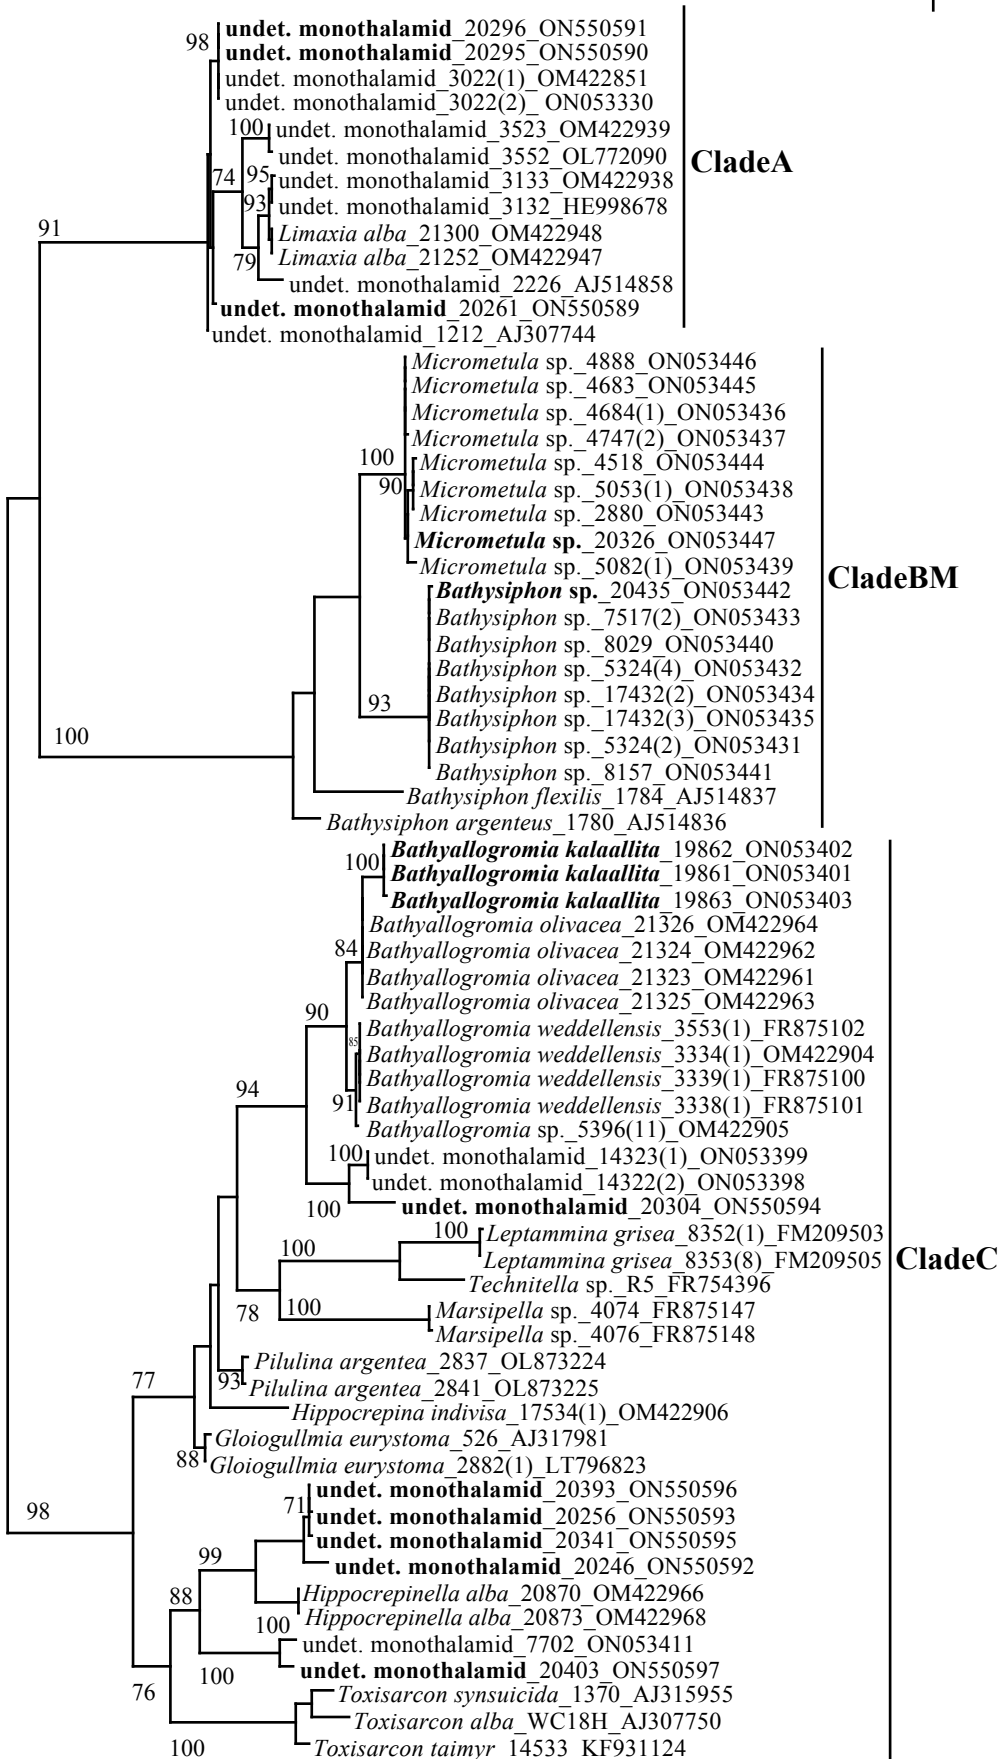 98
undet. monothalamid_20296_ON550591
undet. monothalamid_20295_ON550590
undet. monothalamid_3022(1)_OM422851
undet. monothalamid_3022(2)_ ON053330
100
undet. monothalamid_3523_OM422939
undet. monothalamid_3552_OL772090
CladeA
74
95
undet. monothalamid_3133_OM422938
93
undet. monothalamid_3132_HE998678
91
Limaxia alba_21300_OM422948
Limaxia alba_21252_OM422947
79
undet. monothalamid_2226_AJ514858
undet. monothalamid_20261_ON550589
undet. monothalamid_1212_AJ307744
Micrometula sp._4888_ON053446
Micrometula sp._4683_ON053445
Micrometula sp._4684(1)_ON053436
Micrometula sp._4747(2)_ON053437
100
Micrometula sp._4518_ON053444
90
Micrometula sp._5053(1)_ON053438
Micrometula sp._2880_ON053443
Micrometula sp._20326_ON053447
Micrometula sp._5082(1)_ON053439
CladeBM
Bathysiphon sp._20435_ON053442
Bathysiphon sp._7517(2)_ON053433
Bathysiphon sp._8029_ON053440
Bathysiphon sp._5324(4)_ON053432
Bathysiphon sp._17432(2)_ON053434
93
Bathysiphon sp._17432(3)_ON053435
100
Bathysiphon sp._5324(2)_ON053431
Bathysiphon sp._8157_ON053441
Bathysiphon flexilis_1784_AJ514837
Bathysiphon argenteus_1780_AJ514836
Bathyallogromia kalaallita_19862_ON053402
100
Bathyallogromia kalaallita_19861_ON053401
Bathyallogromia kalaallita_19863_ON053403
Bathyallogromia olivacea_21326_OM422964
84
Bathyallogromia olivacea_21324_OM422962
Bathyallogromia olivacea_21323_OM422961
Bathyallogromia olivacea_21325_OM422963
90
Bathyallogromia weddellensis_3553(1)_FR875102
85
Bathyallogromia weddellensis_3334(1)_OM422904
Bathyallogromia weddellensis_3339(1)_FR875100
94
91
Bathyallogromia weddellensis_3338(1)_FR875101
Bathyallogromia sp._5396(11)_OM422905
100
undet. monothalamid_14323(1)_ON053399
undet. monothalamid_14322(2)_ON053398
100
undet. monothalamid_20304_ON550594
100
Leptammina grisea_8352(1)_FM209503
100
Leptammina grisea_8353(8)_FM209505
CladeC
Technitella sp._R5_FR754396
78
100
Marsipella sp._4074_FR875147
Marsipella sp._4076_FR875148
Pilulina argentea_2837_OL873224
77
93
Pilulina argentea_2841_OL873225
Hippocrepina indivisa_17534(1)_OM422906
Gloiogullmia eurystoma_526_AJ317981
88
Gloiogullmia eurystoma_2882(1)_LT796823
98
71
undet. monothalamid_20393_ON550596
undet. monothalamid_20256_ON550593
undet. monothalamid_20341_ON550595
99
undet. monothalamid_20246_ON550592
88
Hippocrepinella alba_20870_OM422966
Hippocrepinella alba_20873_OM422968
100
undet. monothalamid_7702_ON053411
100
undet. monothalamid_20403_ON550597
76
Toxisarcon synsuicida_1370_AJ315955
Toxisarcon alba_WC18H_AJ307750
100
Toxisarcon taimyr_14533_KF931124